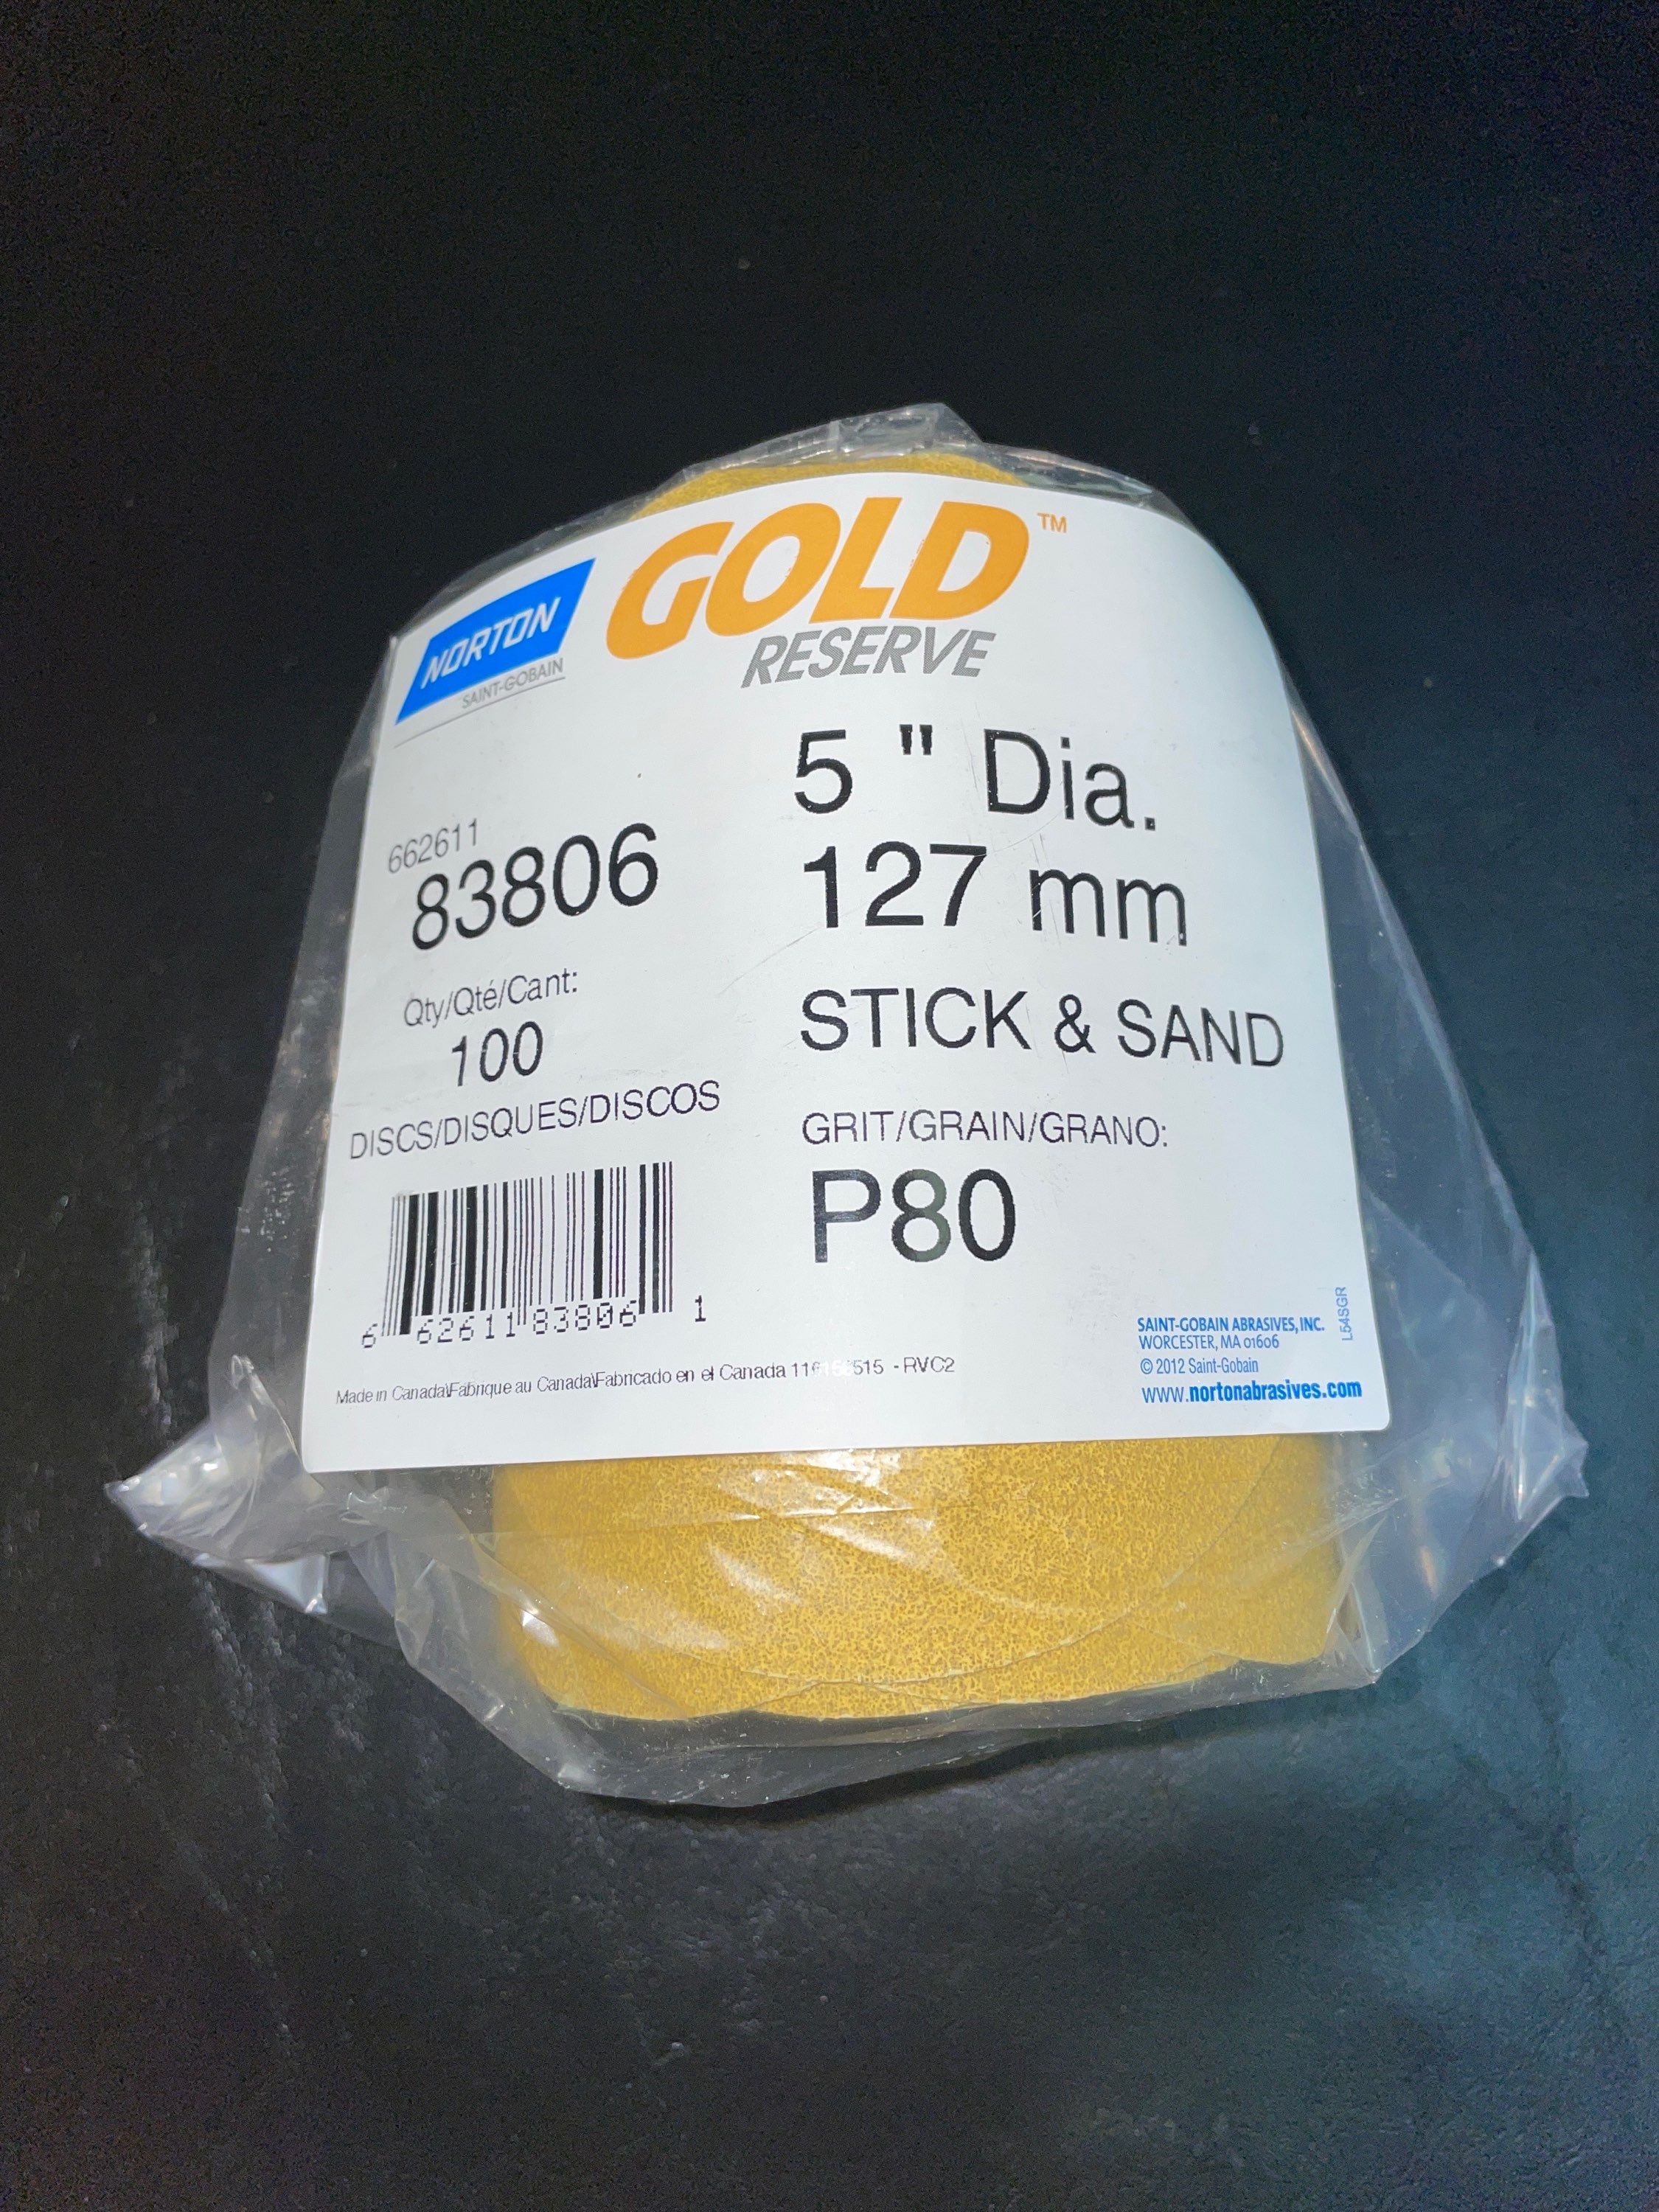 GOLD™
RESERVE
NORTON
SAINT-GOBAIN
5 " Dia.
127 mm
662611
83806
STICK & SAND
Qty/Qté/Cant:
100
DISCS/DISQUES/DISCOS
GRIT/GRAIN/GRANO:
P80
6 62611 83806 1
Made in Canada\Fabrique au Canada\Fabricado en el Canada - RVC2
SAINT-GOBAIN ABRASIVES, INC.
WORCESTER, MA 01606
© 2012 Saint-Gobain
www.nortonabrasives.com
L54SGR